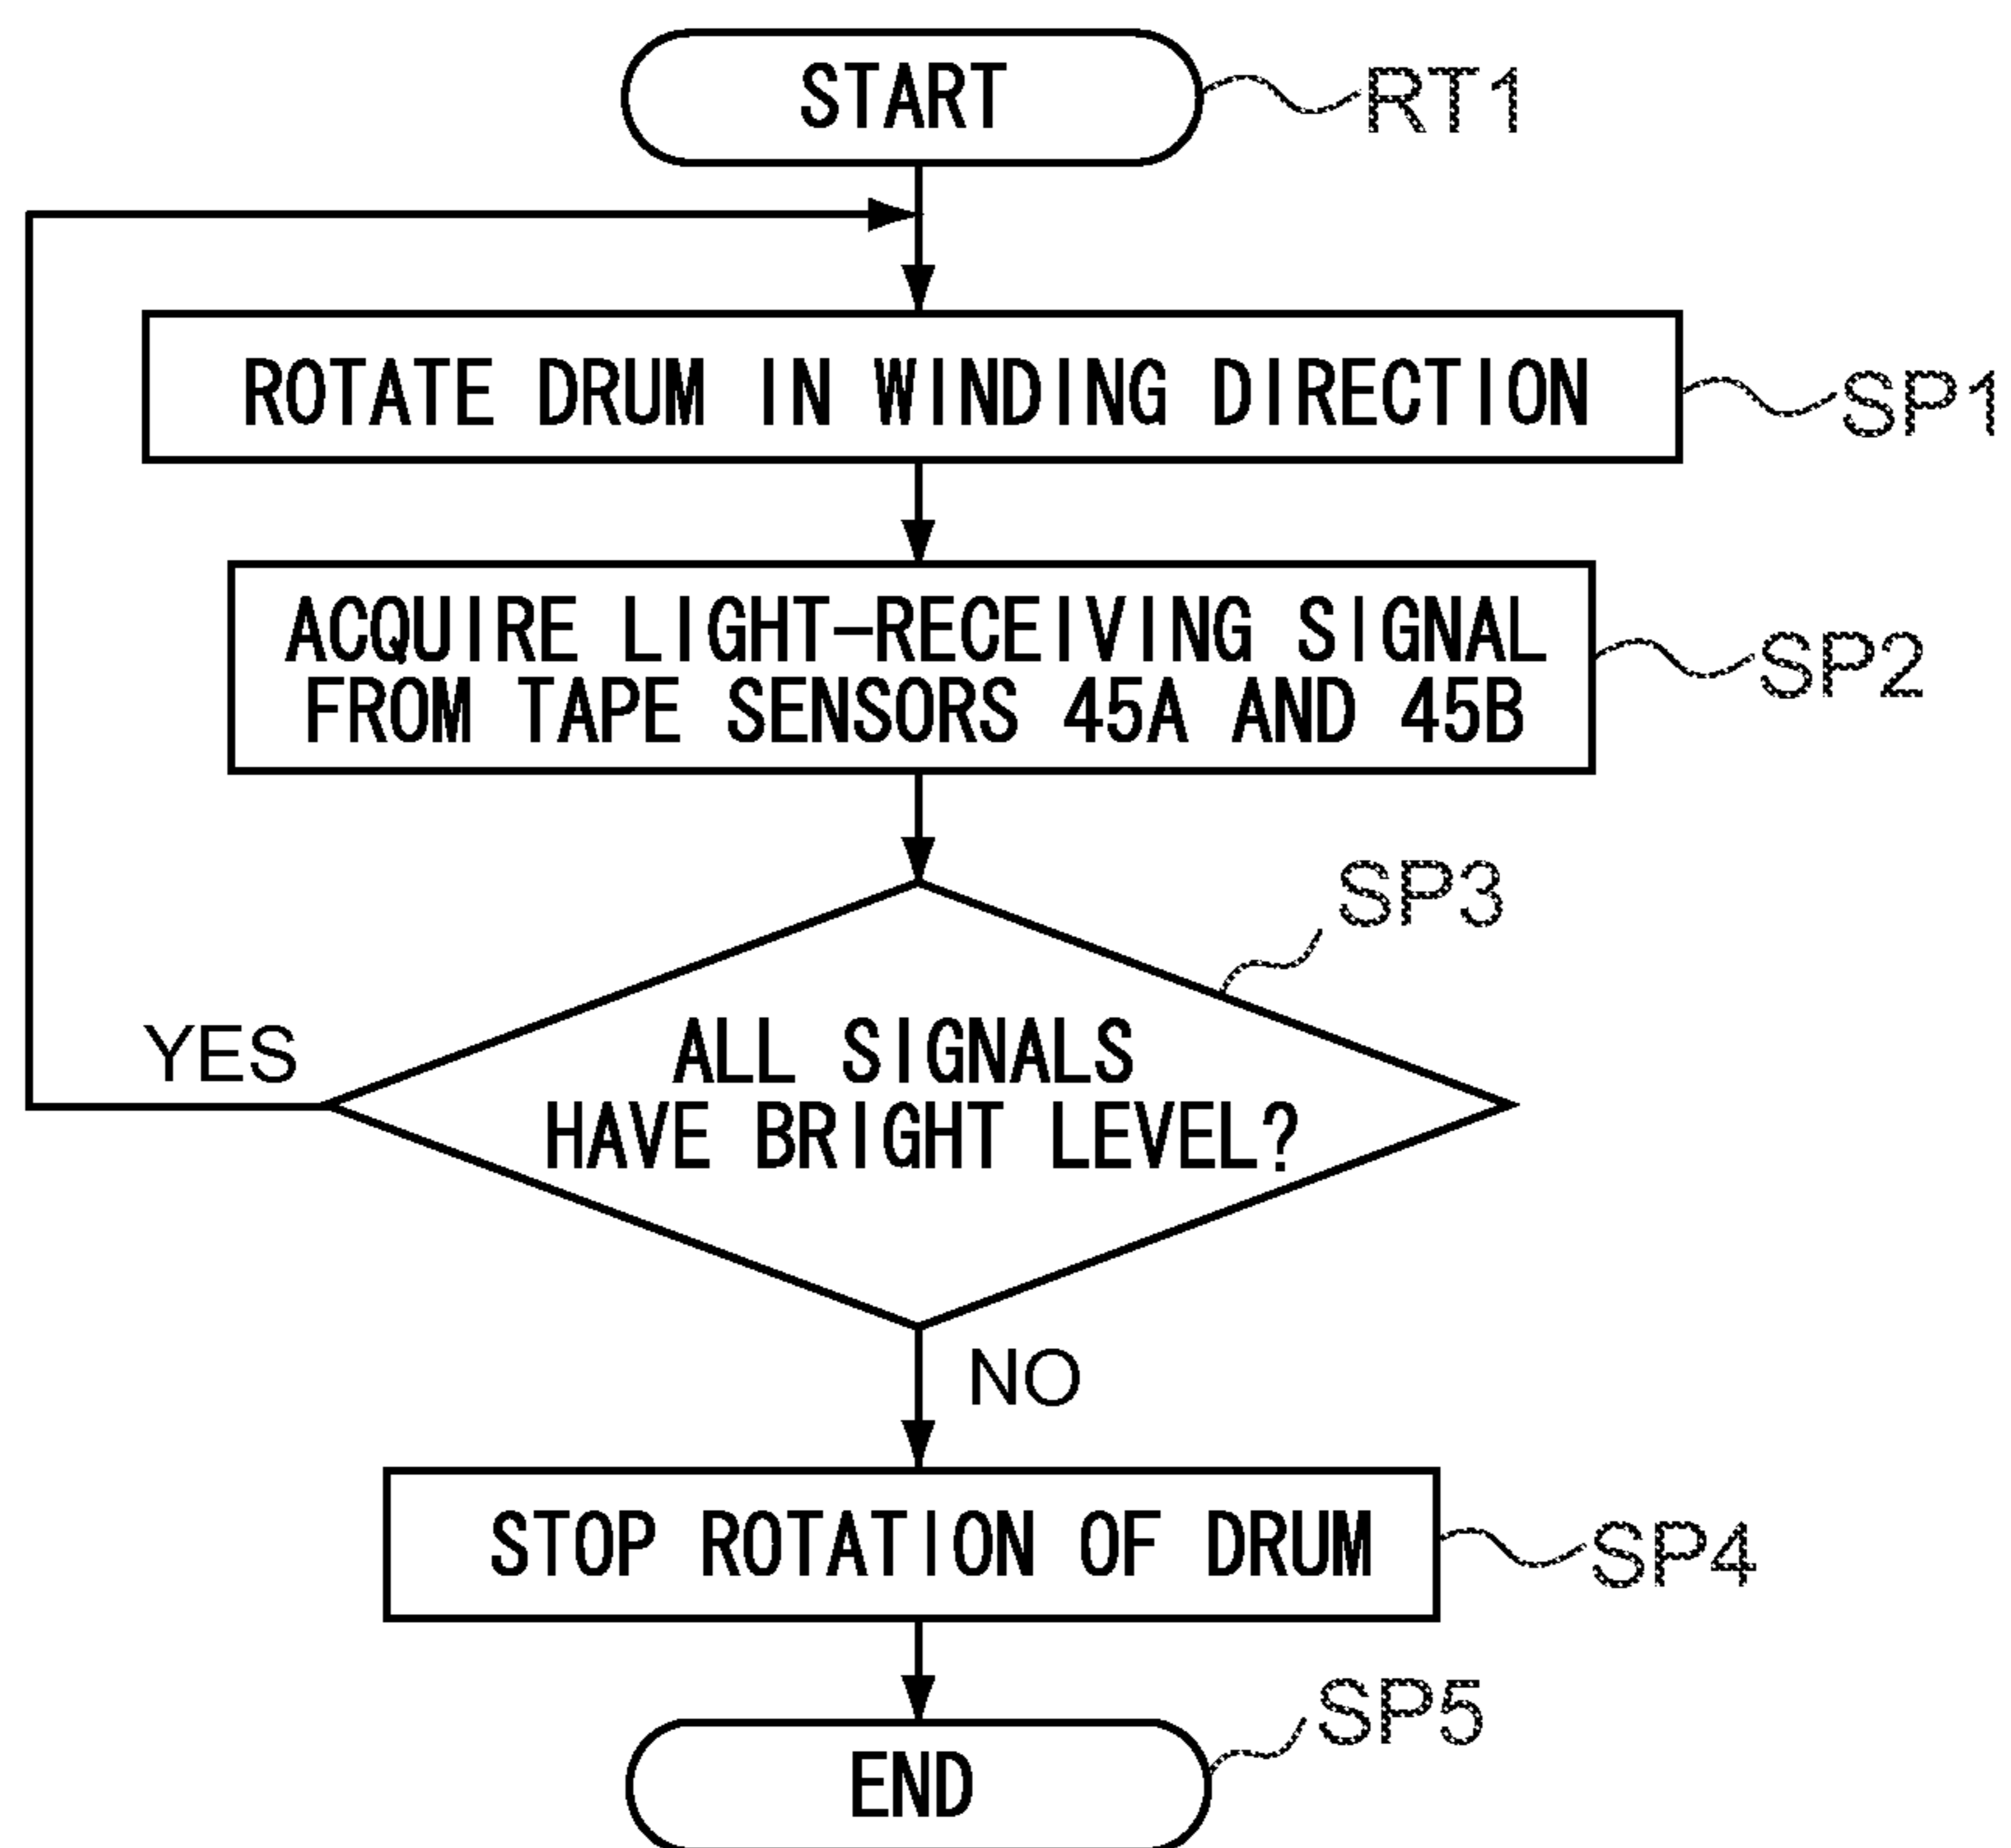 START
RT1
ROTATE DRUM IN WINDING DIRECTION
SP1
ACQUIRE LIGHT-RECEIVING SIGNAL
FROM TAPE SENSORS 45A AND 45B
SP2
SP3
ALL SIGNALS
HAVE BRIGHT LEVEL?
YES
NO
STOP ROTATION OF DRUM
SP4
SP5
END